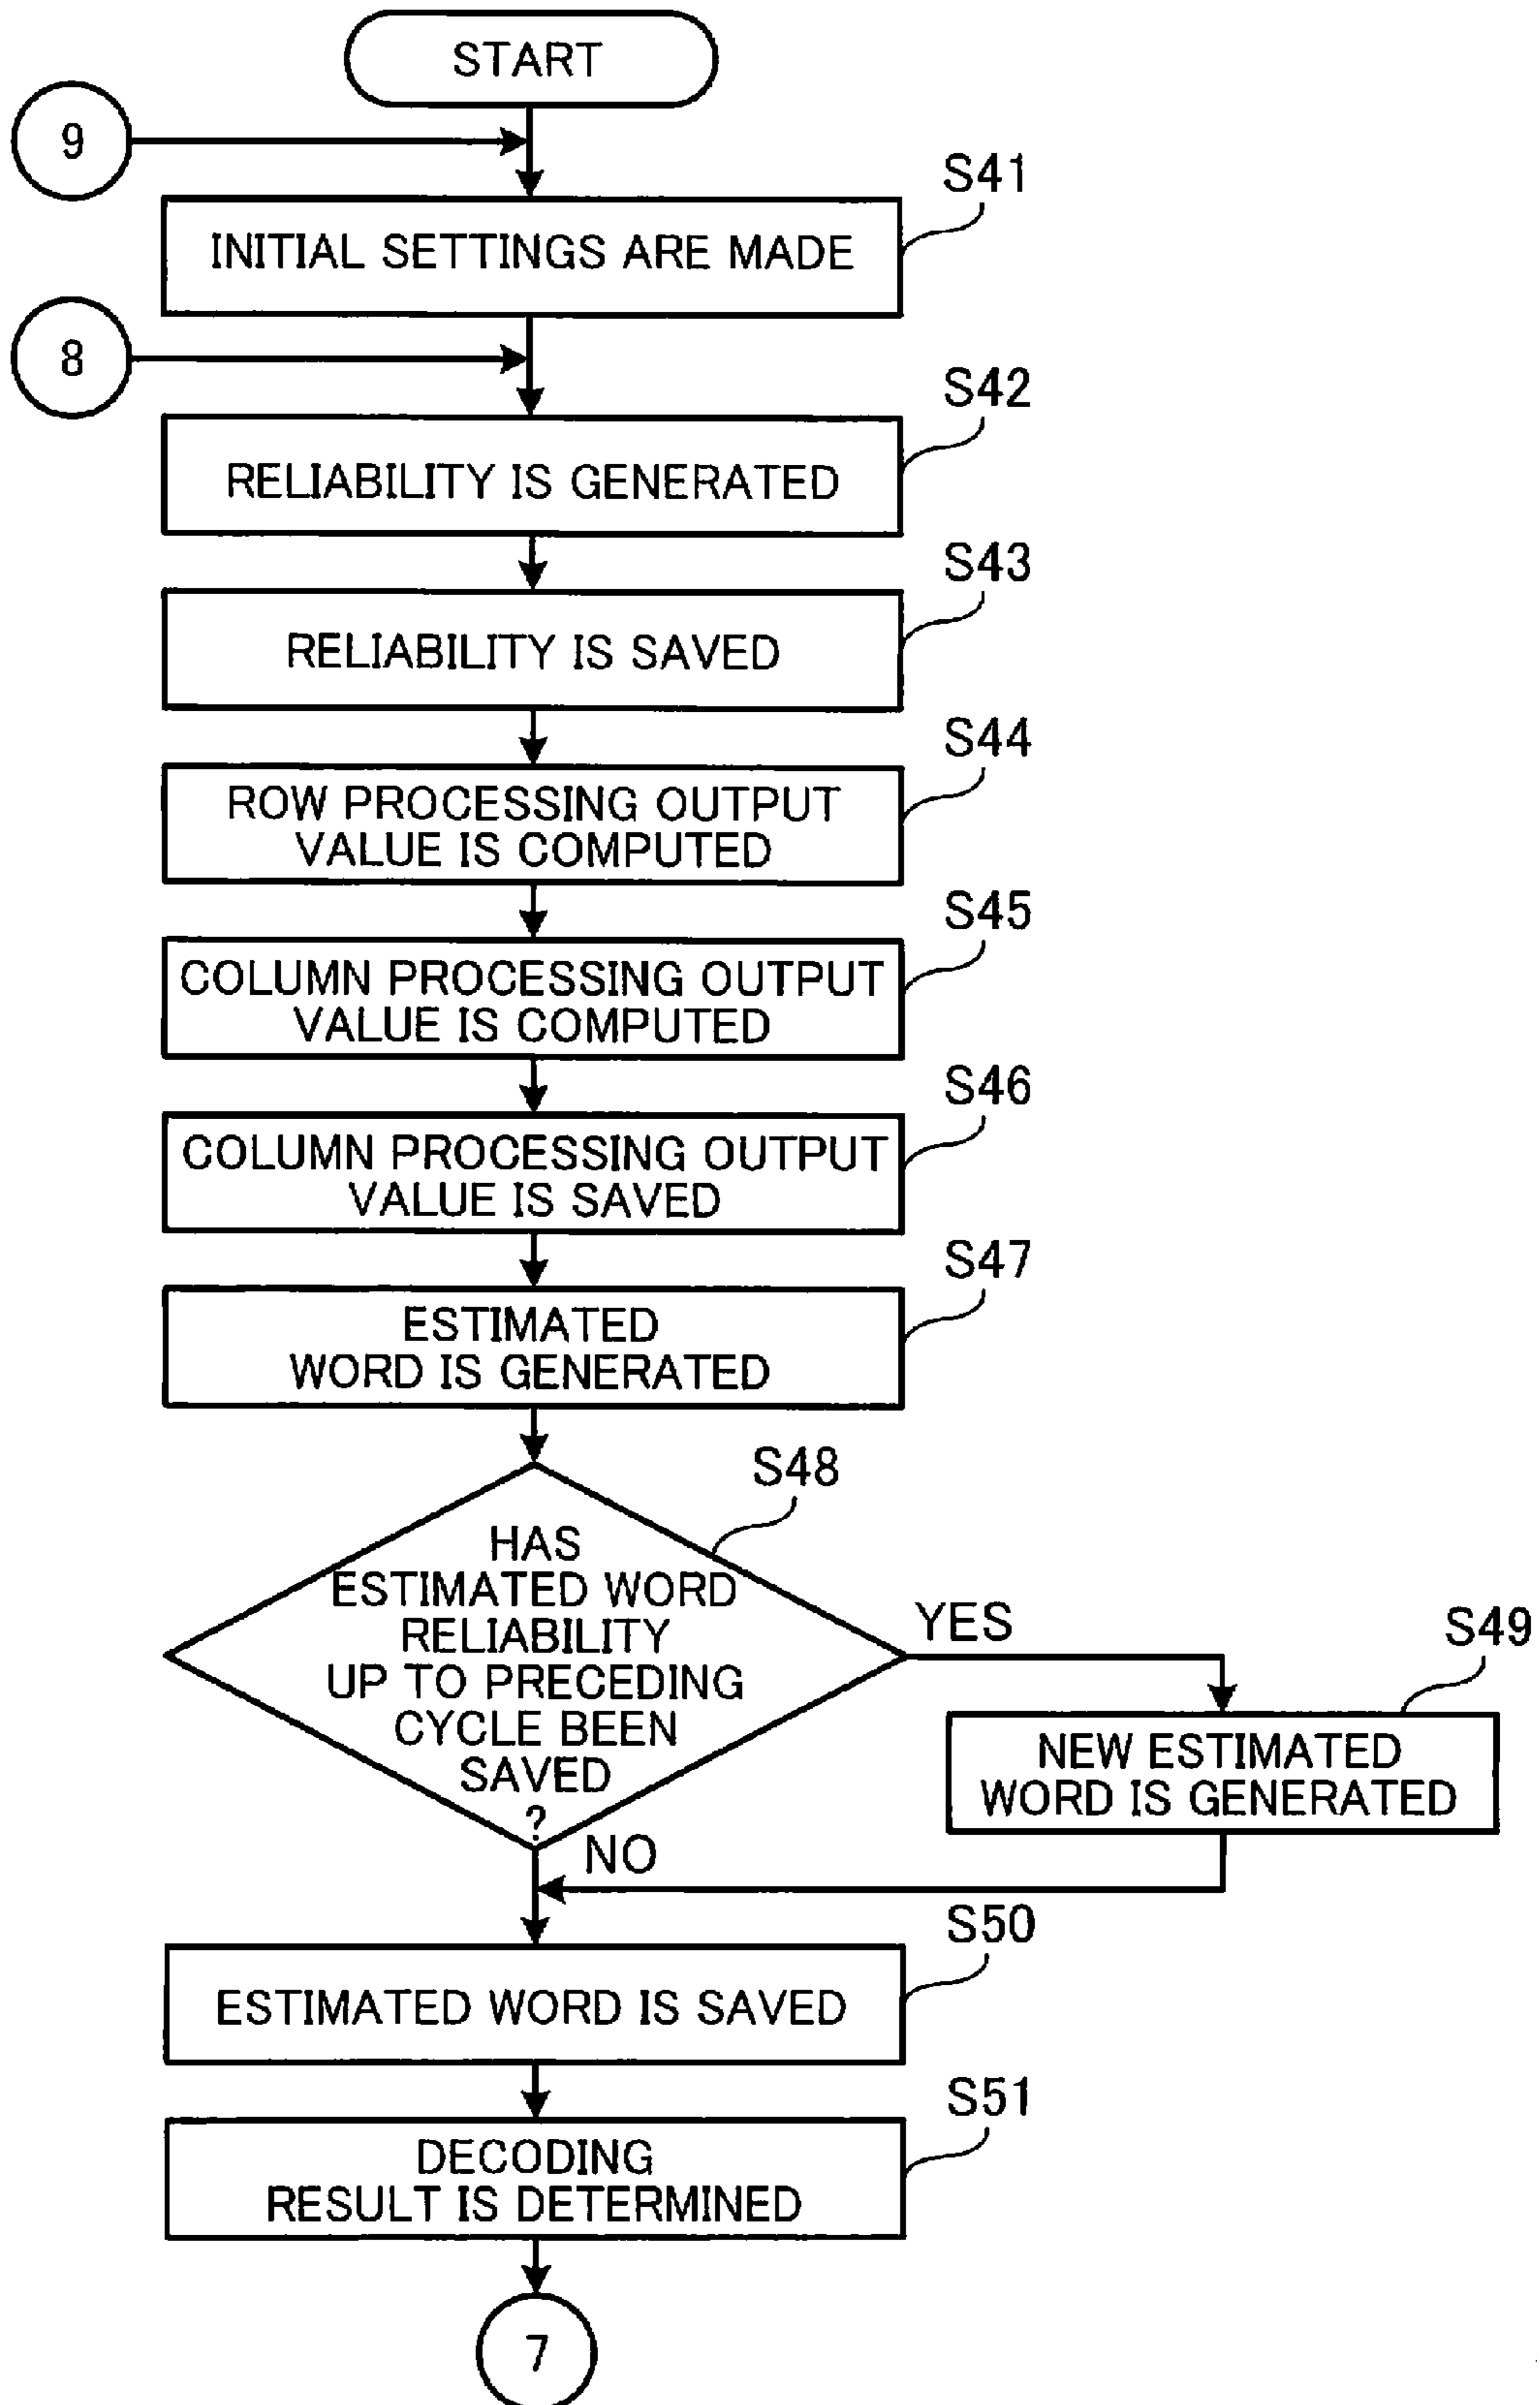 START
9
S41
INITIAL SETTINGS ARE MADE
8
S42
RELIABILITY IS GENERATED
S43
RELIABILITY IS SAVED
S44
ROW PROCESSING OUTPUT
VALUE IS COMPUTED
S45
COLUMN PROCESSING OUTPUT
VALUE IS COMPUTED
S46
COLUMN PROCESSING OUTPUT
VALUE IS SAVED
S47
ESTIMATED
WORD IS GENERATED
S48
HAS
ESTIMATED WORD
RELIABILITY
UP TO PRECEDING
CYCLE BEEN
SAVED
?
YES
S49
NEW ESTIMATED
WORD IS GENERATED
NO
S50
ESTIMATED WORD IS SAVED
S51
DECODING
RESULT IS DETERMINED
7